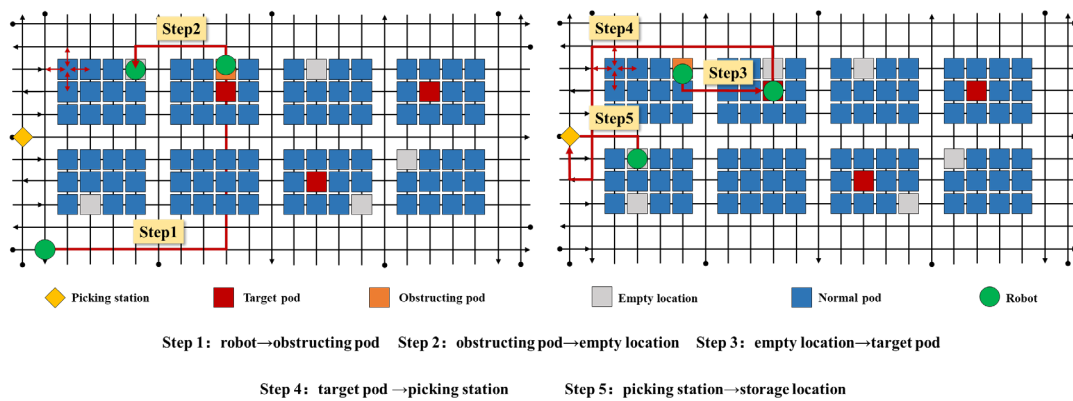 Step2
Step1
Step4
Step3
Step5
Picking station
Target pod
Obstructing pod
Empty location
Normal pod
Robot
Step 1: robot→obstructing pod Step 2: obstructing pod→empty location Step 3: empty location→target pod
Step 4: target pod →picking station Step 5: picking station→storage location